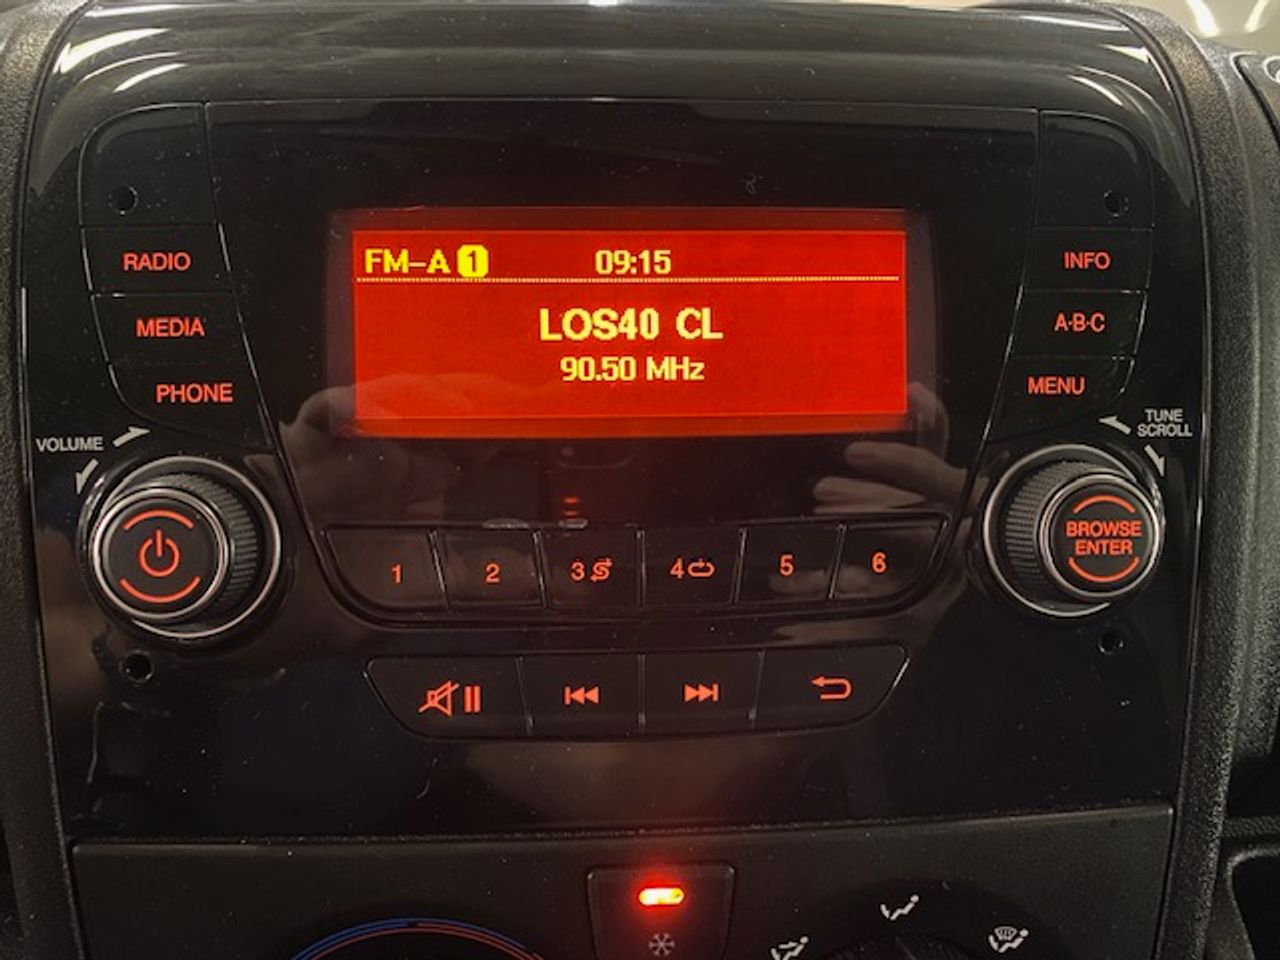 FM-A 1 09:15
LOS40 CL
90.50 MHz
RADIO
MEDIA
PHONE
VOLUME
INFO
A·B·C
MENU
TUNE
SCROLL
BROWSE
ENTER
1 2 3 4 5 6